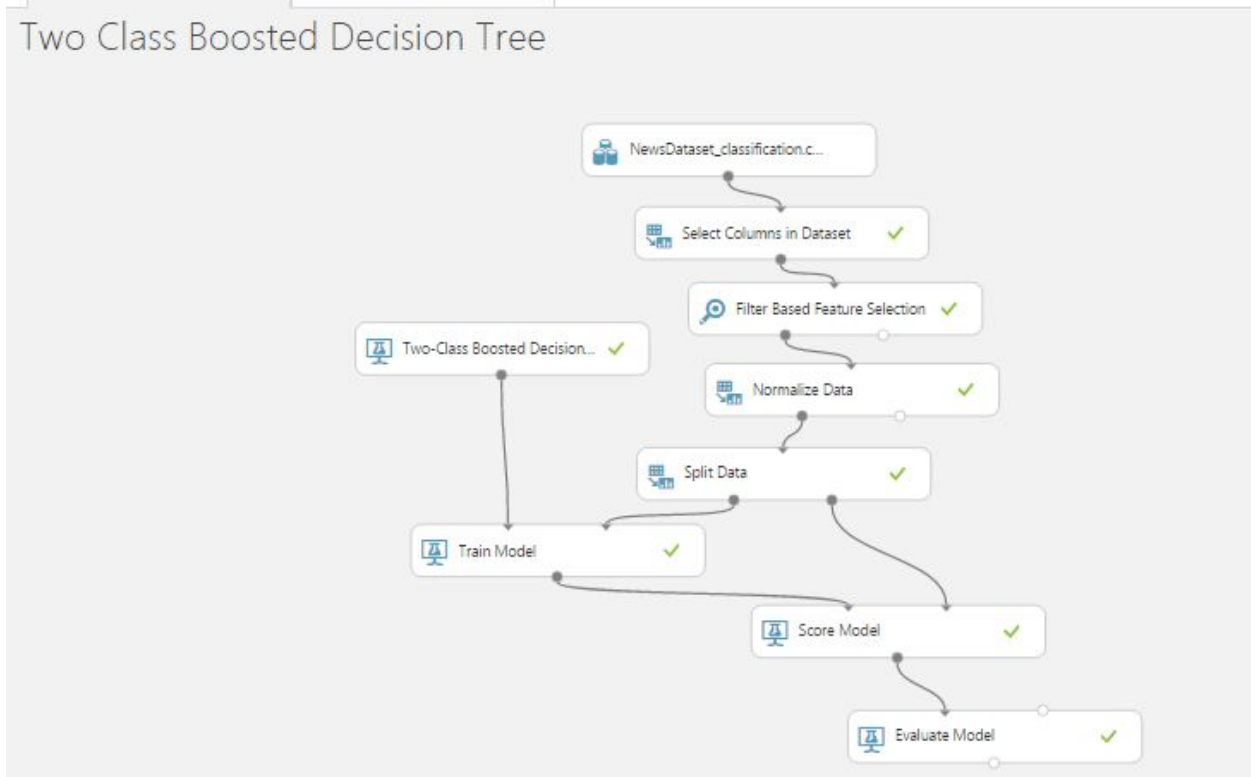 Two Class Boosted Decision Tree
NewsDataset_classification.c...
Select Columns in Dataset
Filter Based Feature Selection
Two-Class Boosted Decision...
Normalize Data
Split Data
Train Model
Score Model
Evaluate Model